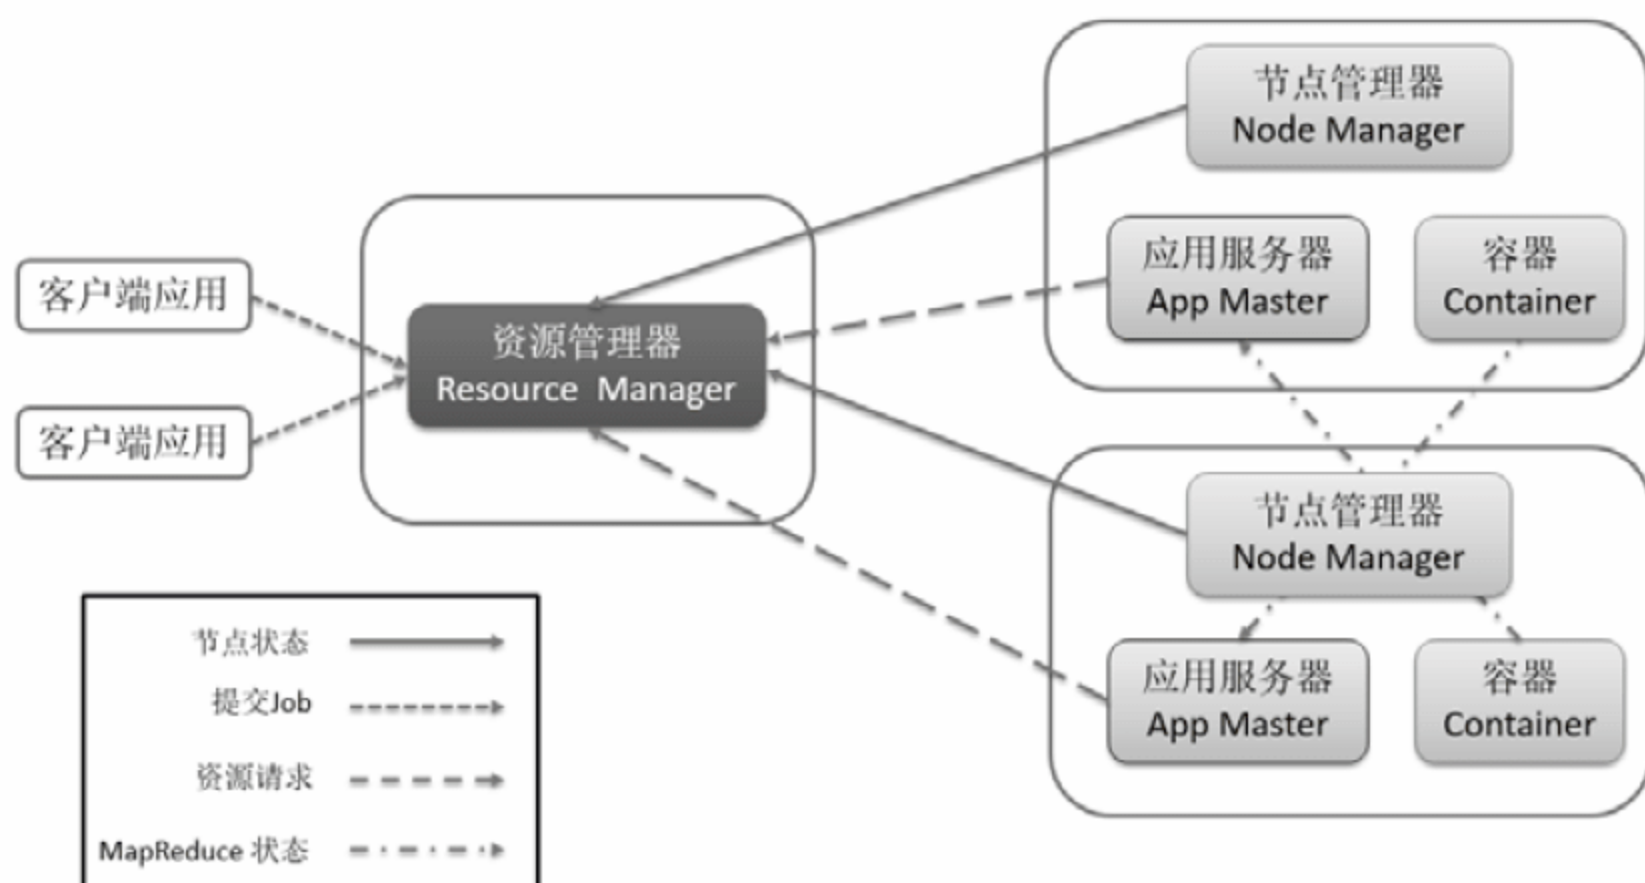 客户端应用
客户端应用
资源管理器
Resource Manager
节点管理器
Node Manager
应用服务器
App Master
容器
Container
节点管理器
Node Manager
应用服务器
App Master
容器
Container
节点状态
提交Job
资源请求
MapReduce 状态